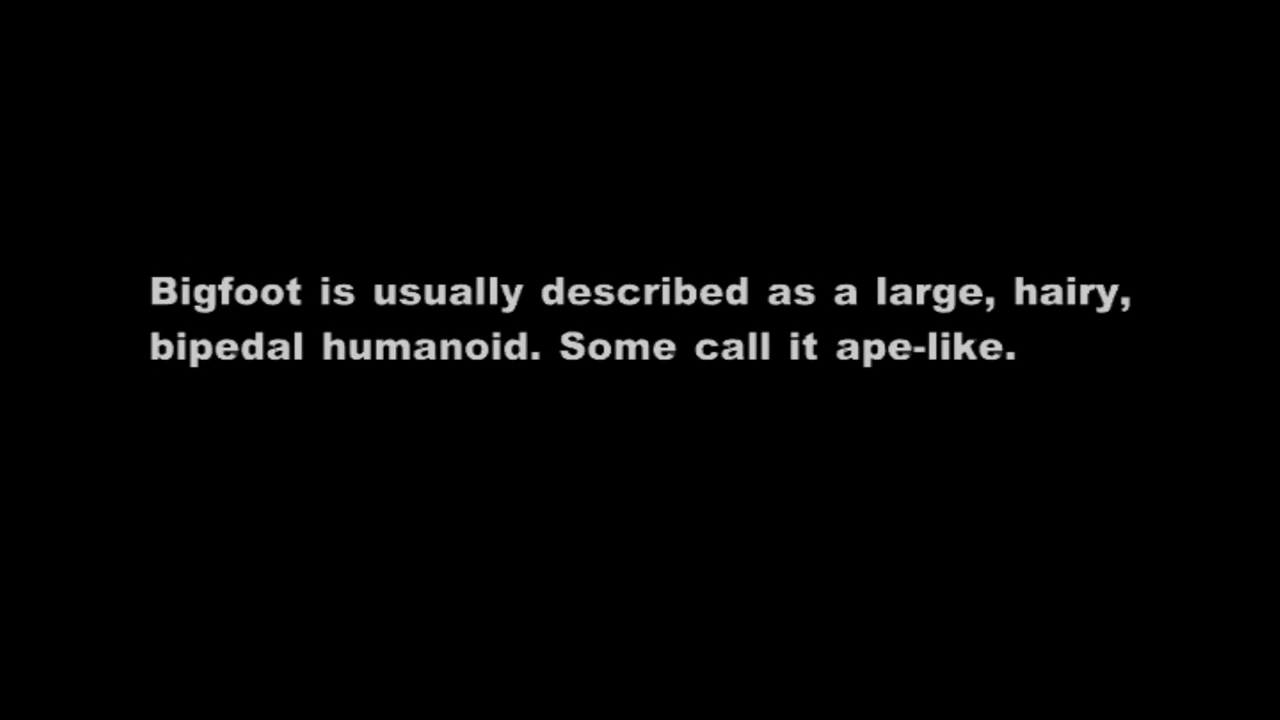 Bigfoot is usually described as a large, hairy,
bipedal humanoid. Some call it ape-like.